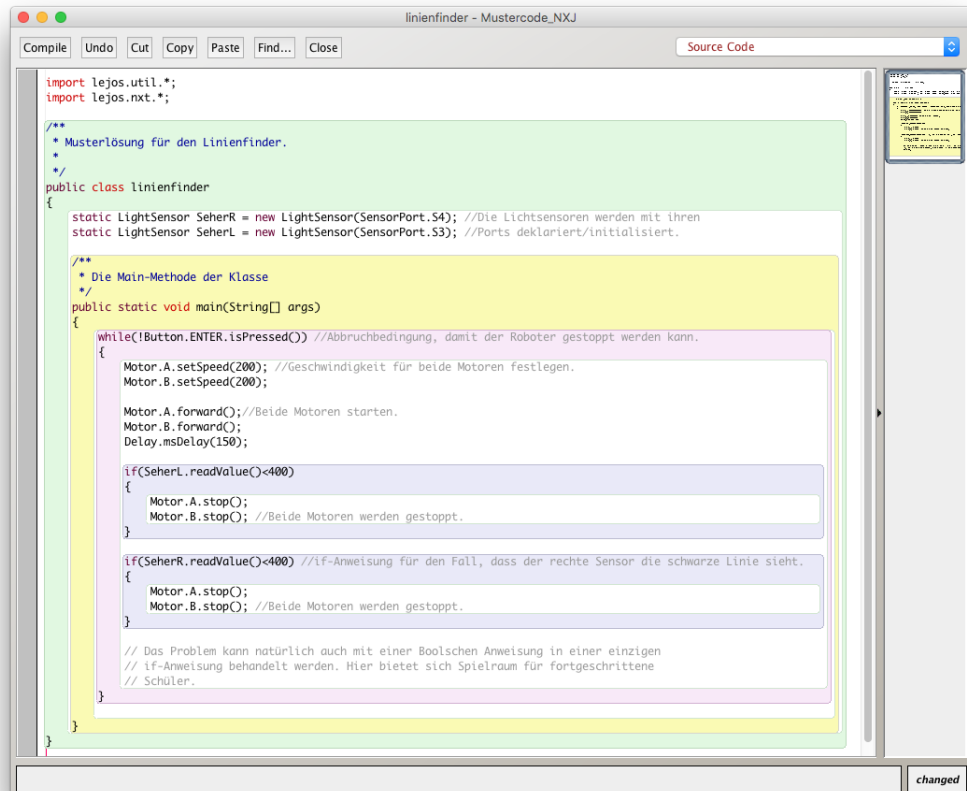 linienfinder - Mustercode_NXJ
Compile Undo Cut Copy Paste Find... Close Source Code
import lejos.util.*;
import lejos.nxt.*;
/**
* Musterlösung für den Linienfinder.
*
*/
public class linienfinder
{
static LightSensor SeherR = new LightSensor(SensorPort.S4); //Die Lichtsensoren werden mit ihren
static LightSensor SeherL = new LightSensor(SensorPort.S3); //Ports deklariert/initialisiert.
/**
* Die Main-Methode der Klasse
*/
public static void main(String[] args)
{
while(!Button.ENTER.isPressed()) //Abbruchbedingung, damit der Roboter gestoppt werden kann.
{
Motor.A.setSpeed(200); //Geschwindigkeit für beide Motoren festlegen.
Motor.B.setSpeed(200);
Motor.A.forward();//Beide Motoren starten.
Motor.B.forward();
Delay.msDelay(150);
if(SeherL.readValue()<400)
{
Motor.A.stop();
Motor.B.stop(); //Beide Motoren werden gestoppt.
}
if(SeherR.readValue()<400) //if-Anweisung für den Fall, dass der rechte Sensor die schwarze Linie sieht.
{
Motor.A.stop();
Motor.B.stop(); //Beide Motoren werden gestoppt.
}
// Das Problem kann natürlich auch mit einer Boolschen Anweisung in einer einzigen
// if-Anweisung behandelt werden. Hier bietet sich Spielraum für fortgeschrittene
// Schüler.
}
}
}
changed